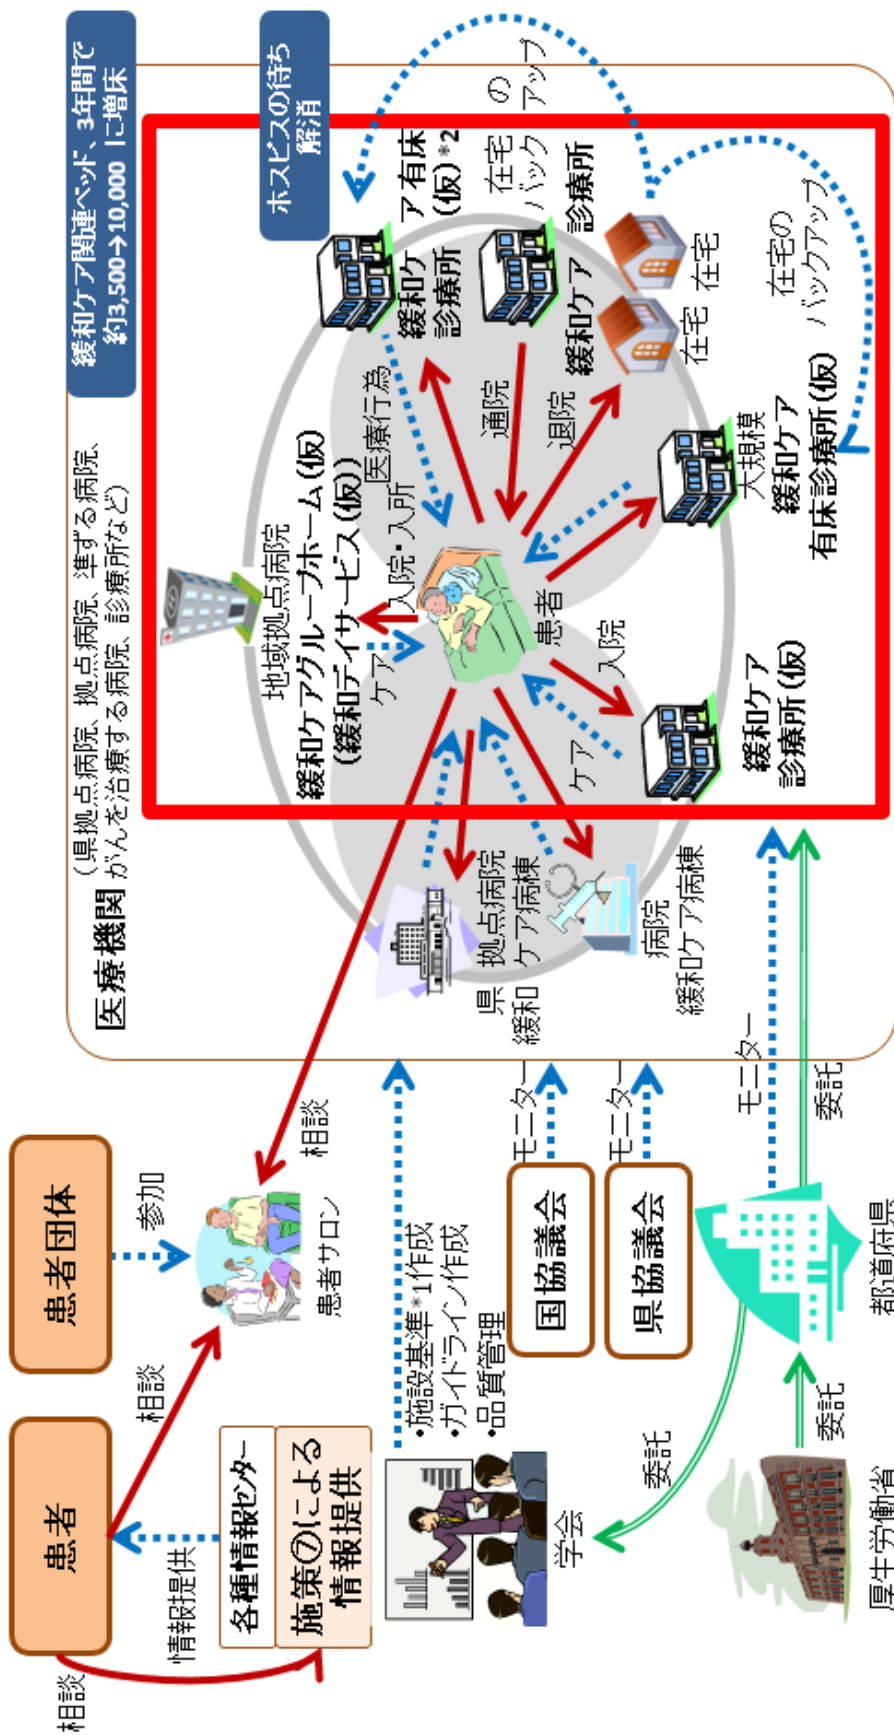 緩和ケア関連ベッド、3年間で
約3,500→10,000 に増床
ホスピスの待ち
解消
医療機関
(県拠点病院、拠点病院、準ずる病院、
がんを治療する病院、診療所など)
患者
患者団体
相談
相談
参加
情報提供
各種情報センター
施策⑦による
情報提供
患者サロン
相談
・施設基準*1作成
・ガイドライン作成
・品質管理
学会
国協議会
モニター
県協議会
モニター
委託
厚生労働省
委託
都道府県
モニター
委託
地域拠点病院
緩和ケアグループホーム(仮)
(緩和デイサービス(仮))
ケア
入院・入所
医療行為
緩和ケア有床
診療所(仮)*2
在宅
の
バックアップ
通院
緩和ケア診療所
退院
在宅
在宅
在宅の
バックアップ
患者
大規模
緩和ケア
有床診療所(仮)
入院
ケア
緩和ケア
診療所(仮)
県拠点病院
緩和ケア病棟
病院
緩和ケア病棟